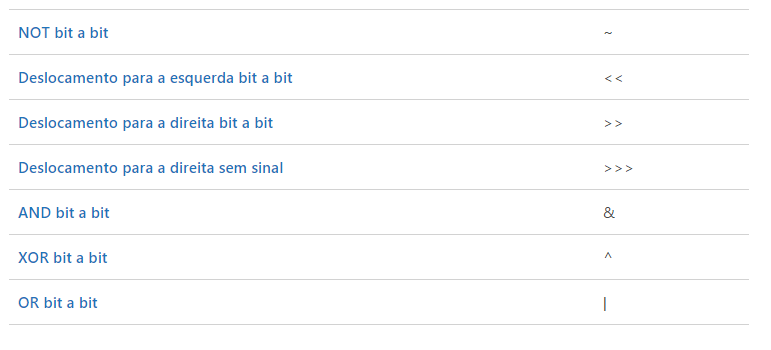 NOT bit a bit ~
Deslocamento para a esquerda bit a bit <<
Deslocamento para a direita bit a bit >>
Deslocamento para a direita sem sinal >>>
AND bit a bit &
XOR bit a bit ^
OR bit a bit |